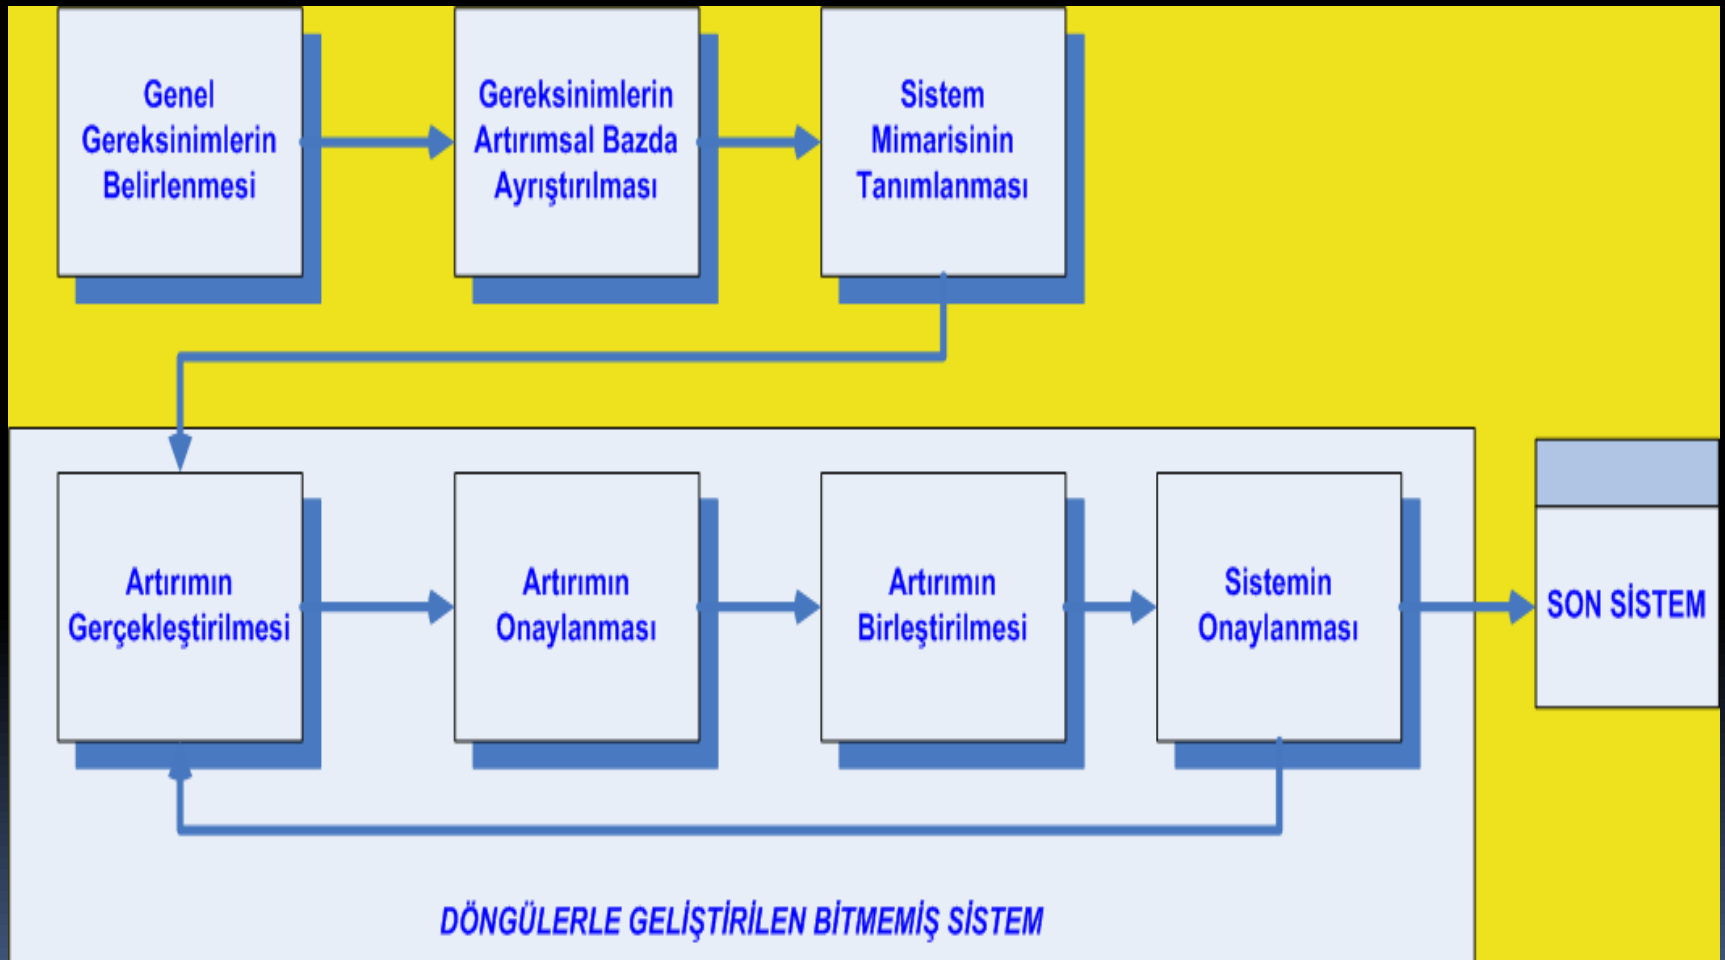 Genel
Gereksinimlerin
Belirlenmesi
Gereksinimlerin
Artırımsal Bazda
Ayrıştırılması
Sistem
Mimarisinin
Tanımlanması
Artırımın
Gerçekleştirilmesi
Artırımın
Onaylanması
Artırımın
Birleştirilmesi
Sistemin
Onaylanması
SON SİSTEM
DÖNGÜLERLE GELİŞTİRİLEN BİTMEMİŞ SİSTEM